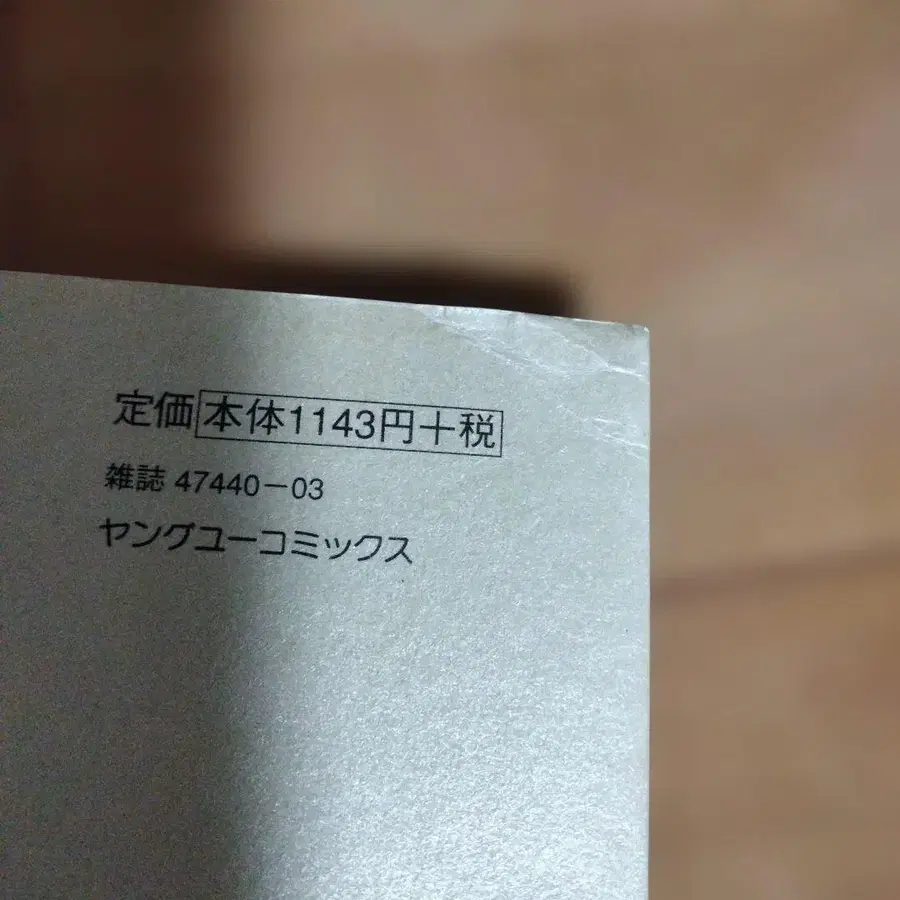 定価 本体1143円+税
雑誌 47440-03
ヤングユーコミックス